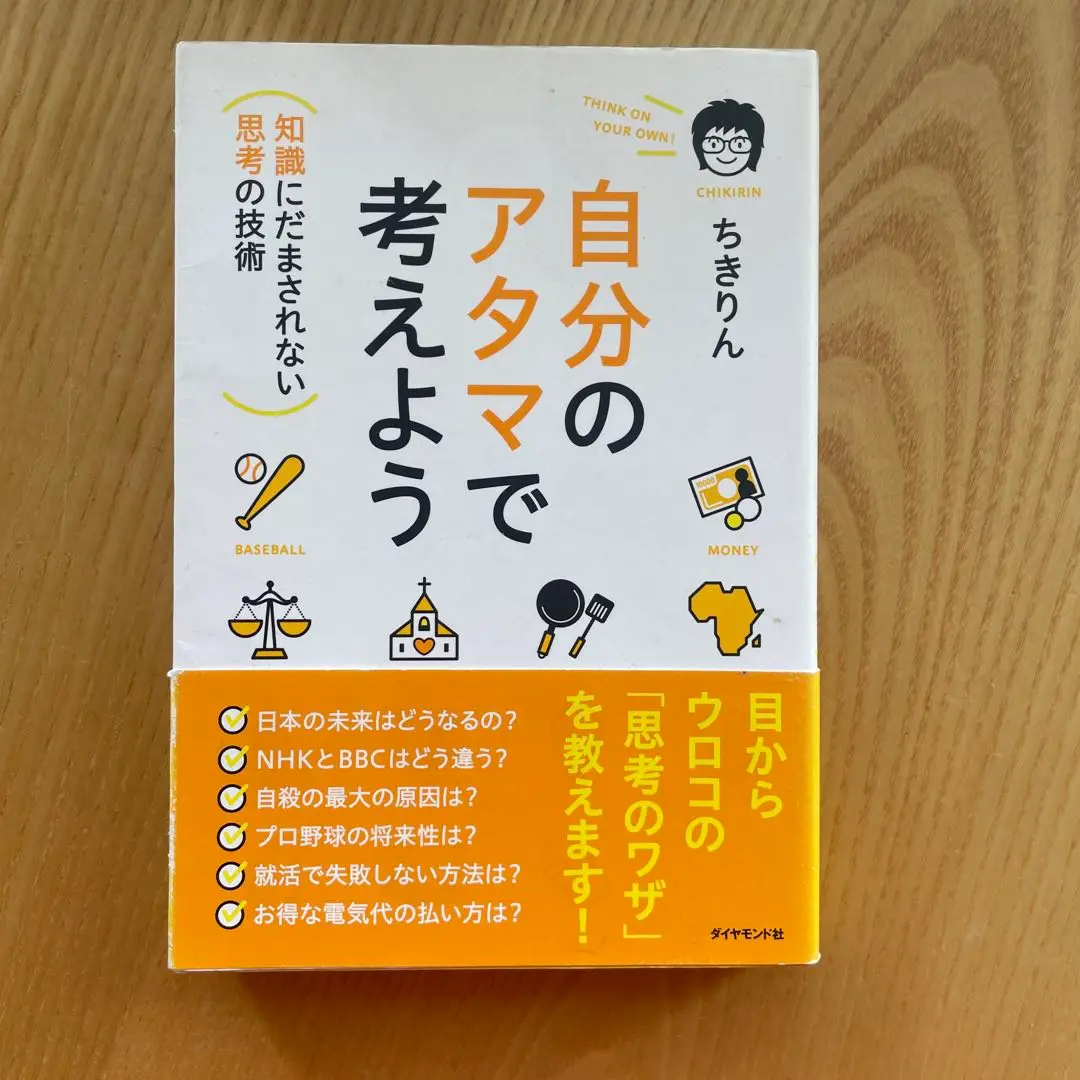 THINK ON
YOUR OWN!
CHIKIRIN
ちきりん
自分の
アタマで
考えよう
知識にだまされない
思考の技術
BASEBALL
10000
MONEY
目から
ウロコの
「思考のワザ」
を教えます！
日本の未来はどうなるの？
NHKとBBCはどう違う？
自殺の最大の原因は？
プロ野球の将来性は？
就活で失敗しない方法は？
お得な電気代の払い方は？
ダイヤモンド社